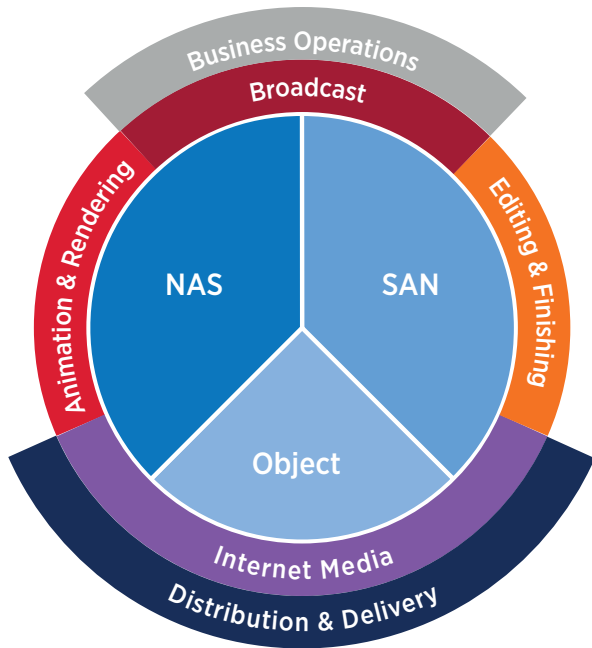 Business Operations
Broadcast
Animation & Rendering
Editing & Finishing
NAS
SAN
Object
Internet Media
Distribution & Delivery